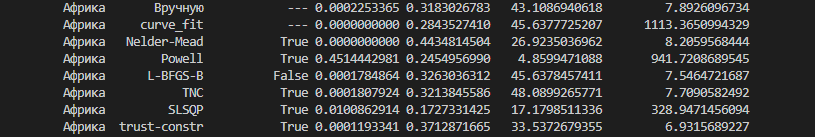 Африка Вручную --- 0.0002253365 0.3183026783 43.1086940618 7.8926096734
Африка curve_fit --- 0.0000000000 0.2843527410 45.6377725207 1113.3650994329
Африка Nelder-Mead True 0.0000000000 0.4434814504 26.9235036962 8.2059568444
Африка Powell True 0.4514442981 0.2454956990 4.8599471088 941.7208689545
Африка L-BFGS-B False 0.0001784864 0.3263036312 45.6378457411 7.5464721687
Африка TNC True 0.0001807924 0.3213845586 48.0899265771 7.7090582492
Африка SLSQP True 0.0100862914 0.1727331425 17.1798511336 328.9471456094
Африка trust-constr True 0.0001193341 0.3712871665 33.5372679355 6.9315689227